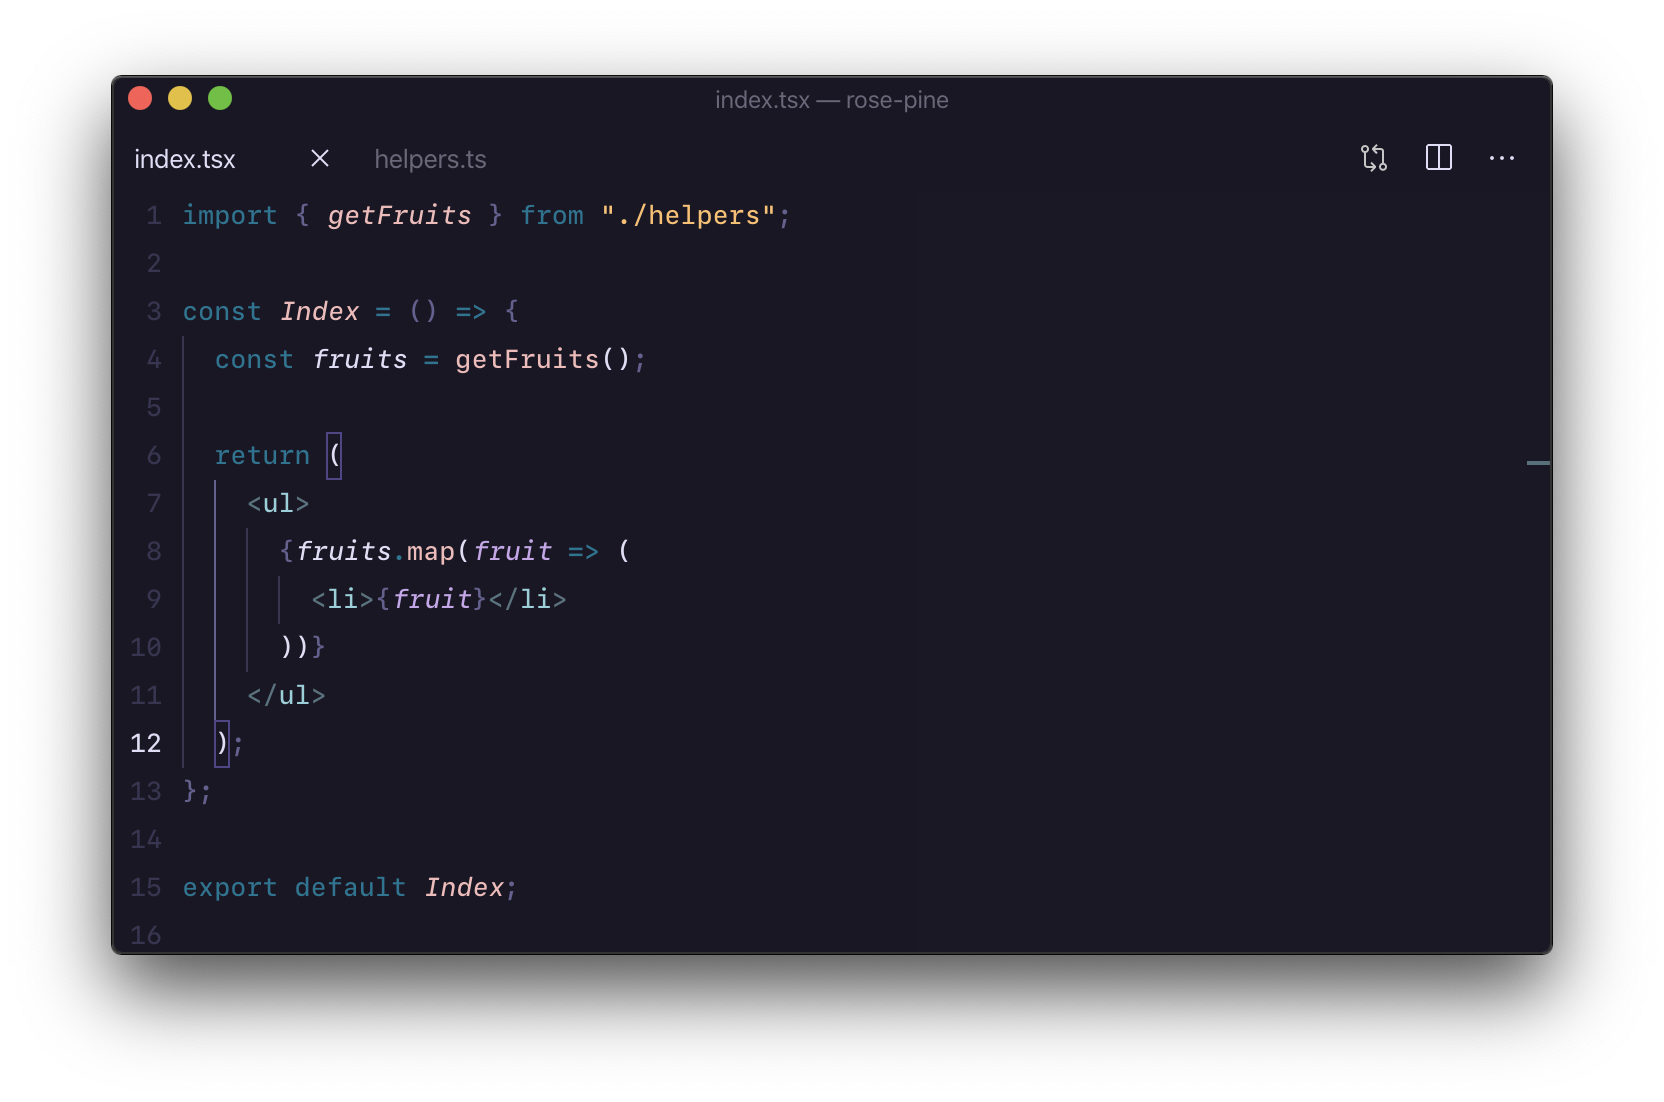 index.tsx — rose-pine
index.tsx helpers.ts
1 import { getFruits } from "./helpers";
2
3 const Index = () => {
4   const fruits = getFruits();
5
6   return (
7     <ul>
8       {fruits.map(fruit => (
9         <li>{fruit}</li>
10       ))}
11     </ul>
12   );
13 };
14
15 export default Index;
16